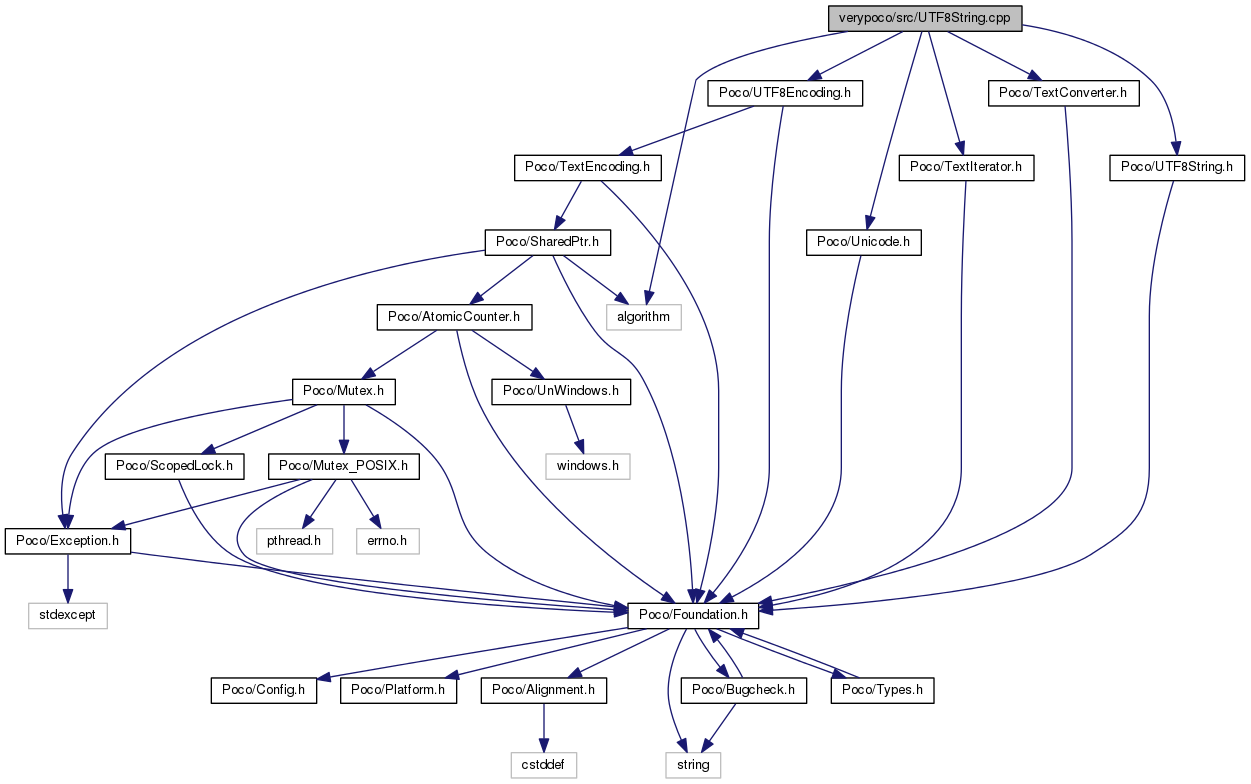 verypoco/src/UTF8String.cpp
Poco/UTF8Encoding.h
Poco/TextConverter.h
Poco/TextEncoding.h
Poco/TextIterator.h
Poco/UTF8String.h
Poco/SharedPtr.h
Poco/Unicode.h
Poco/AtomicCounter.h
algorithm
Poco/Mutex.h
Poco/UnWindows.h
Poco/ScopedLock.h
Poco/Mutex_POSIX.h
windows.h
Poco/Exception.h
pthread.h
errno.h
stdexcept
Poco/Foundation.h
Poco/Config.h
Poco/Platform.h
Poco/Alignment.h
Poco/Bugcheck.h
Poco/Types.h
cstddef
string